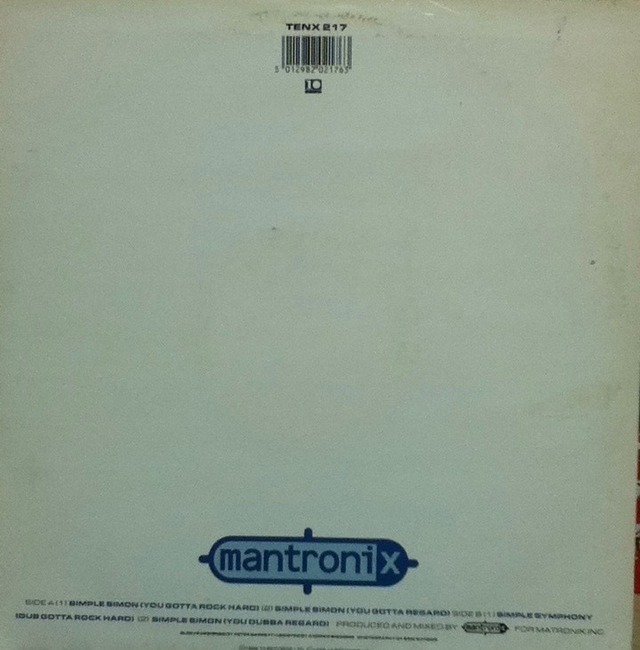 TENX 217
5 012982 021763
10
mantronix
SIDE A (1) SIMPLE SIMON (YOU GOTTA ROCK HARD) (2) SIMPLE SIMON (YOU GOTTA REGARD) SIDE B (1) SIMPLE SYMPHONY
(DUB GOTTA ROCK HARD) (2) SIMPLE SIMON (YOU DUBBA REGARD) PRODUCED AND MIXED BY mantronix FOR MATRONIX INC